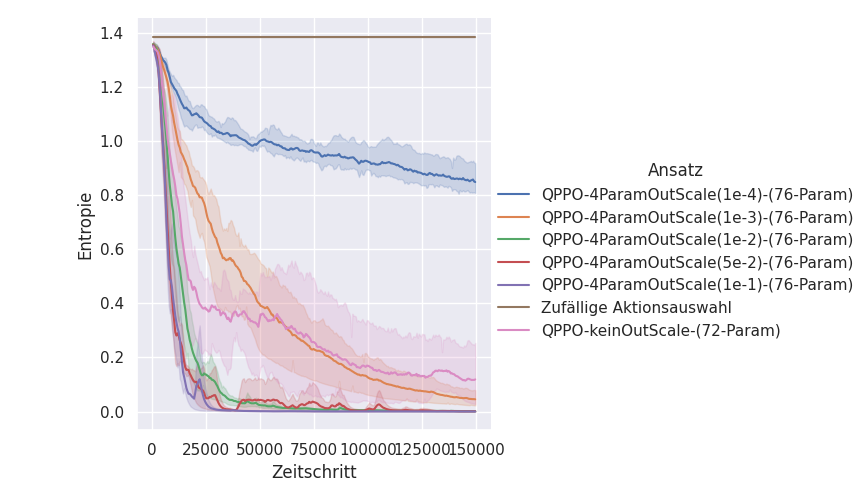 1.4
1.2
1.0
0.8
0.6
0.4
0.2
0.0
Entropie
0 25000 50000 75000 100000 125000 150000
Zeitschritt
Ansatz
QPPO-4ParamOutScale(1e-4)-(76-Param)
QPPO-4ParamOutScale(1e-3)-(76-Param)
QPPO-4ParamOutScale(1e-2)-(76-Param)
QPPO-4ParamOutScale(5e-2)-(76-Param)
QPPO-4ParamOutScale(1e-1)-(76-Param)
Zufällige Aktionsauswahl
QPPO-keinOutScale-(72-Param)